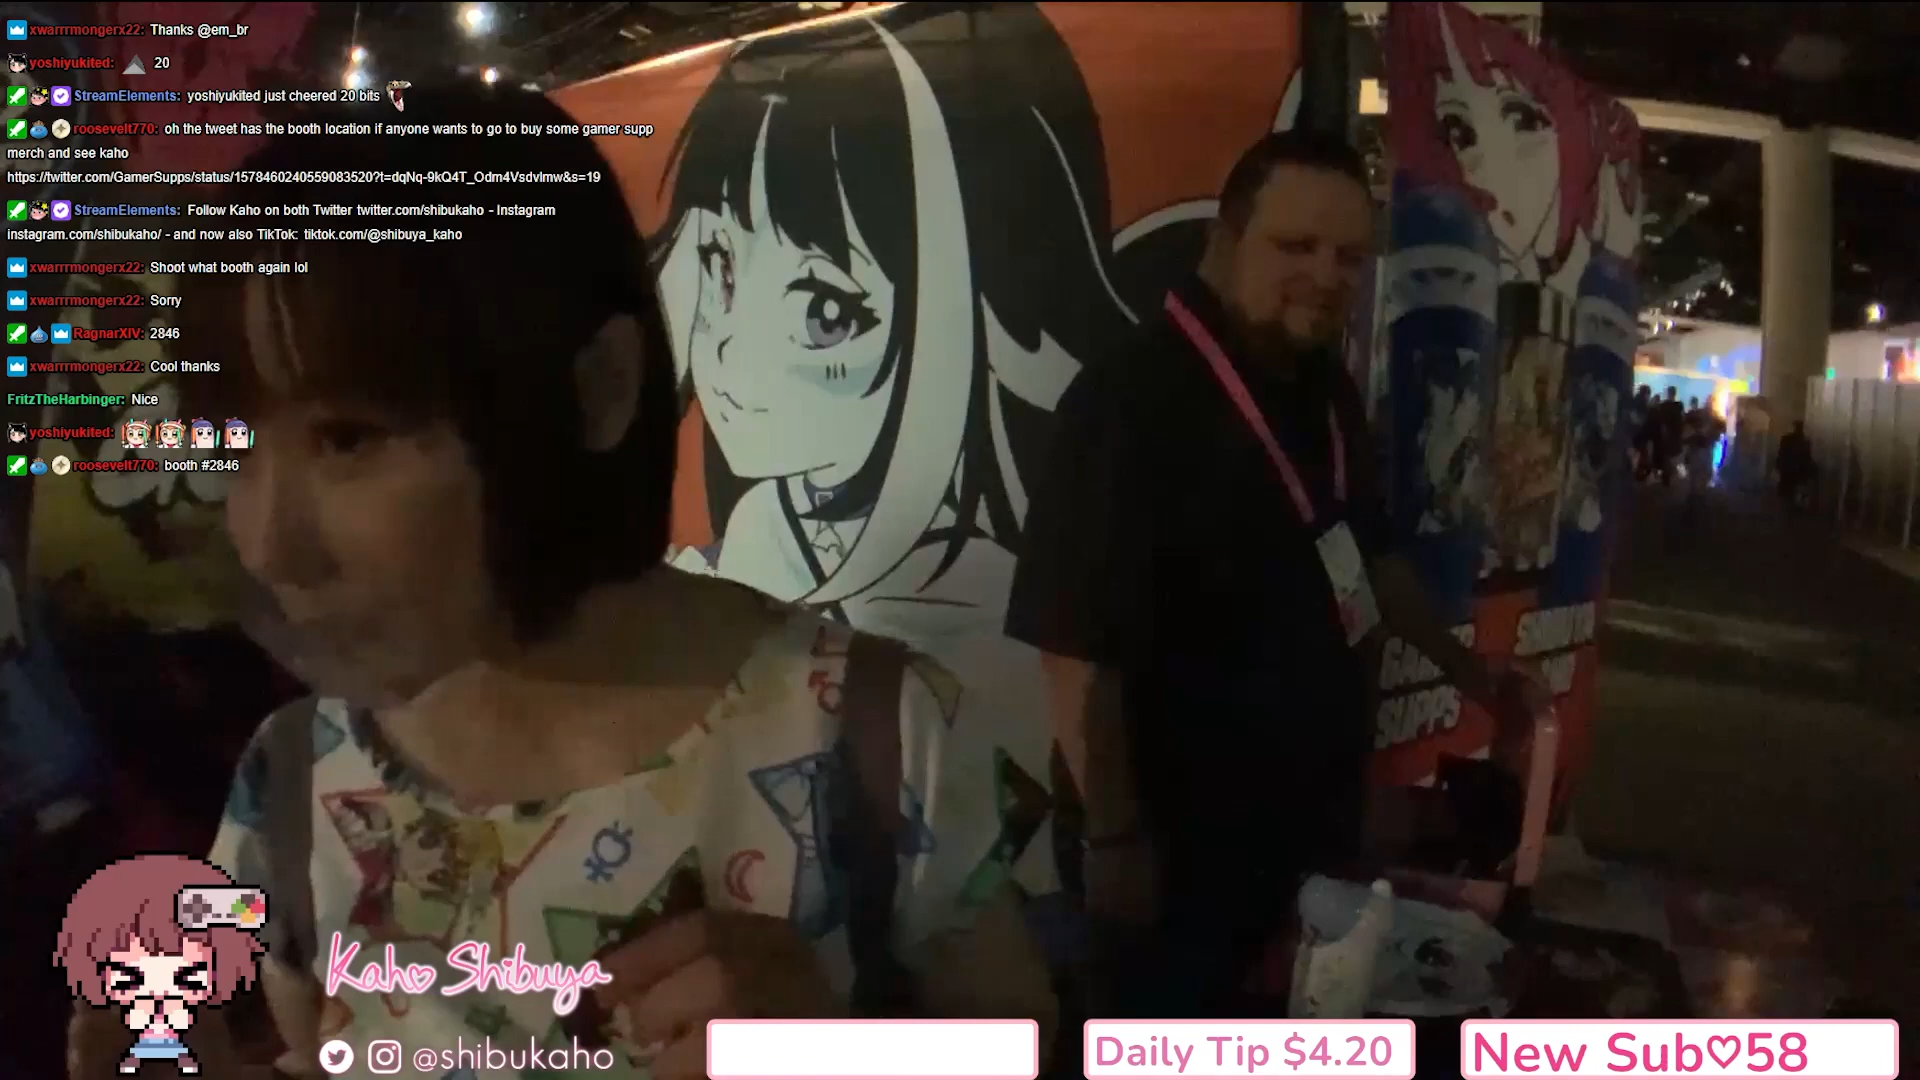 xwarrrmongerx22: Thanks @em_br
yoshiyukited: 20
StreamElements: yoshiyukited just cheered 20 bits
roosevelt770: oh the tweet has the booth location if anyone wants to go to buy some gamer supp
merch and see kaho
https://twitter.com/GamerSupps/status/1578460240559083520?t=dqNq-9kQ4T_Odm4Vsdvlmw&s=19
StreamElements: Follow Kaho on both Twitter twitter.com/shibukaho - Instagram
instagram.com/shibukaho/ - and now also TikTok: tiktok.com/@shibuya_kaho
xwarrrmongerx22: Shoot what booth again lol
xwarrrmongerx22: Sorry
RagnarXIV: 2846
xwarrrmongerx22: Cool thanks
FritzTheHarbinger: Nice
yoshiyukited:
roosevelt770: booth #2846
SUPPS
Kaho Shibuya
@shibukaho
Daily Tip $4.20
New Sub♡58